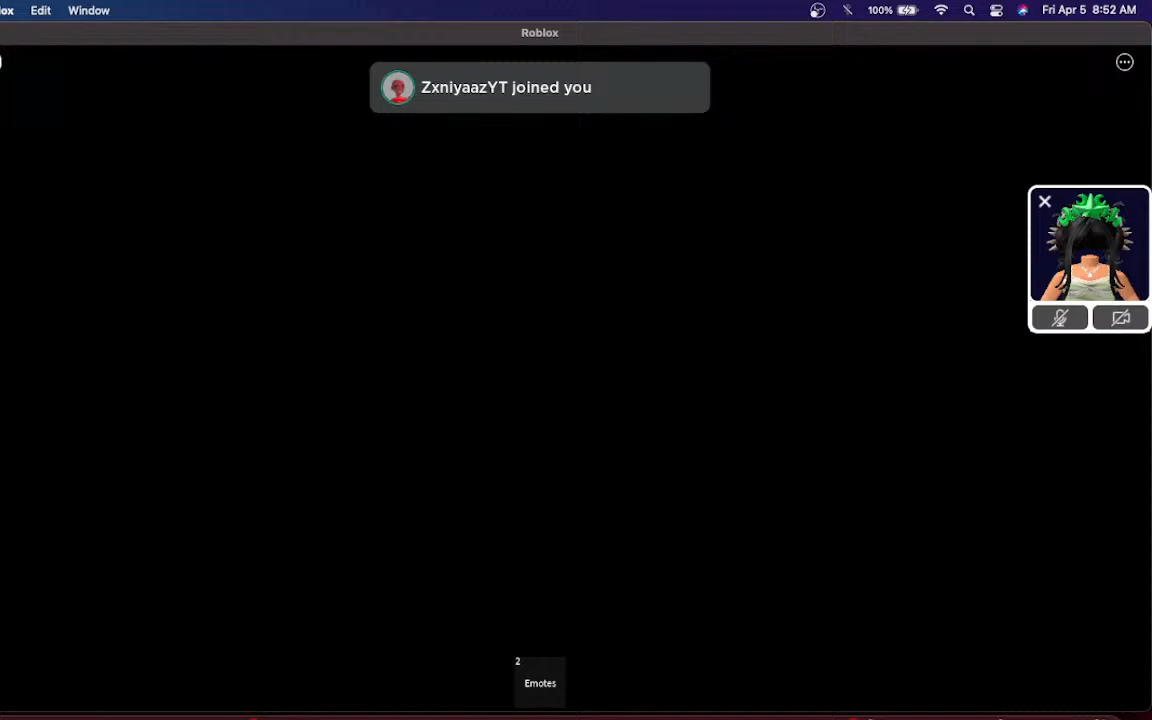 ox Edit Window 100% Fri Apr 5 8:52 AM
Roblox
ZxniyaazYT joined you
2
Emotes